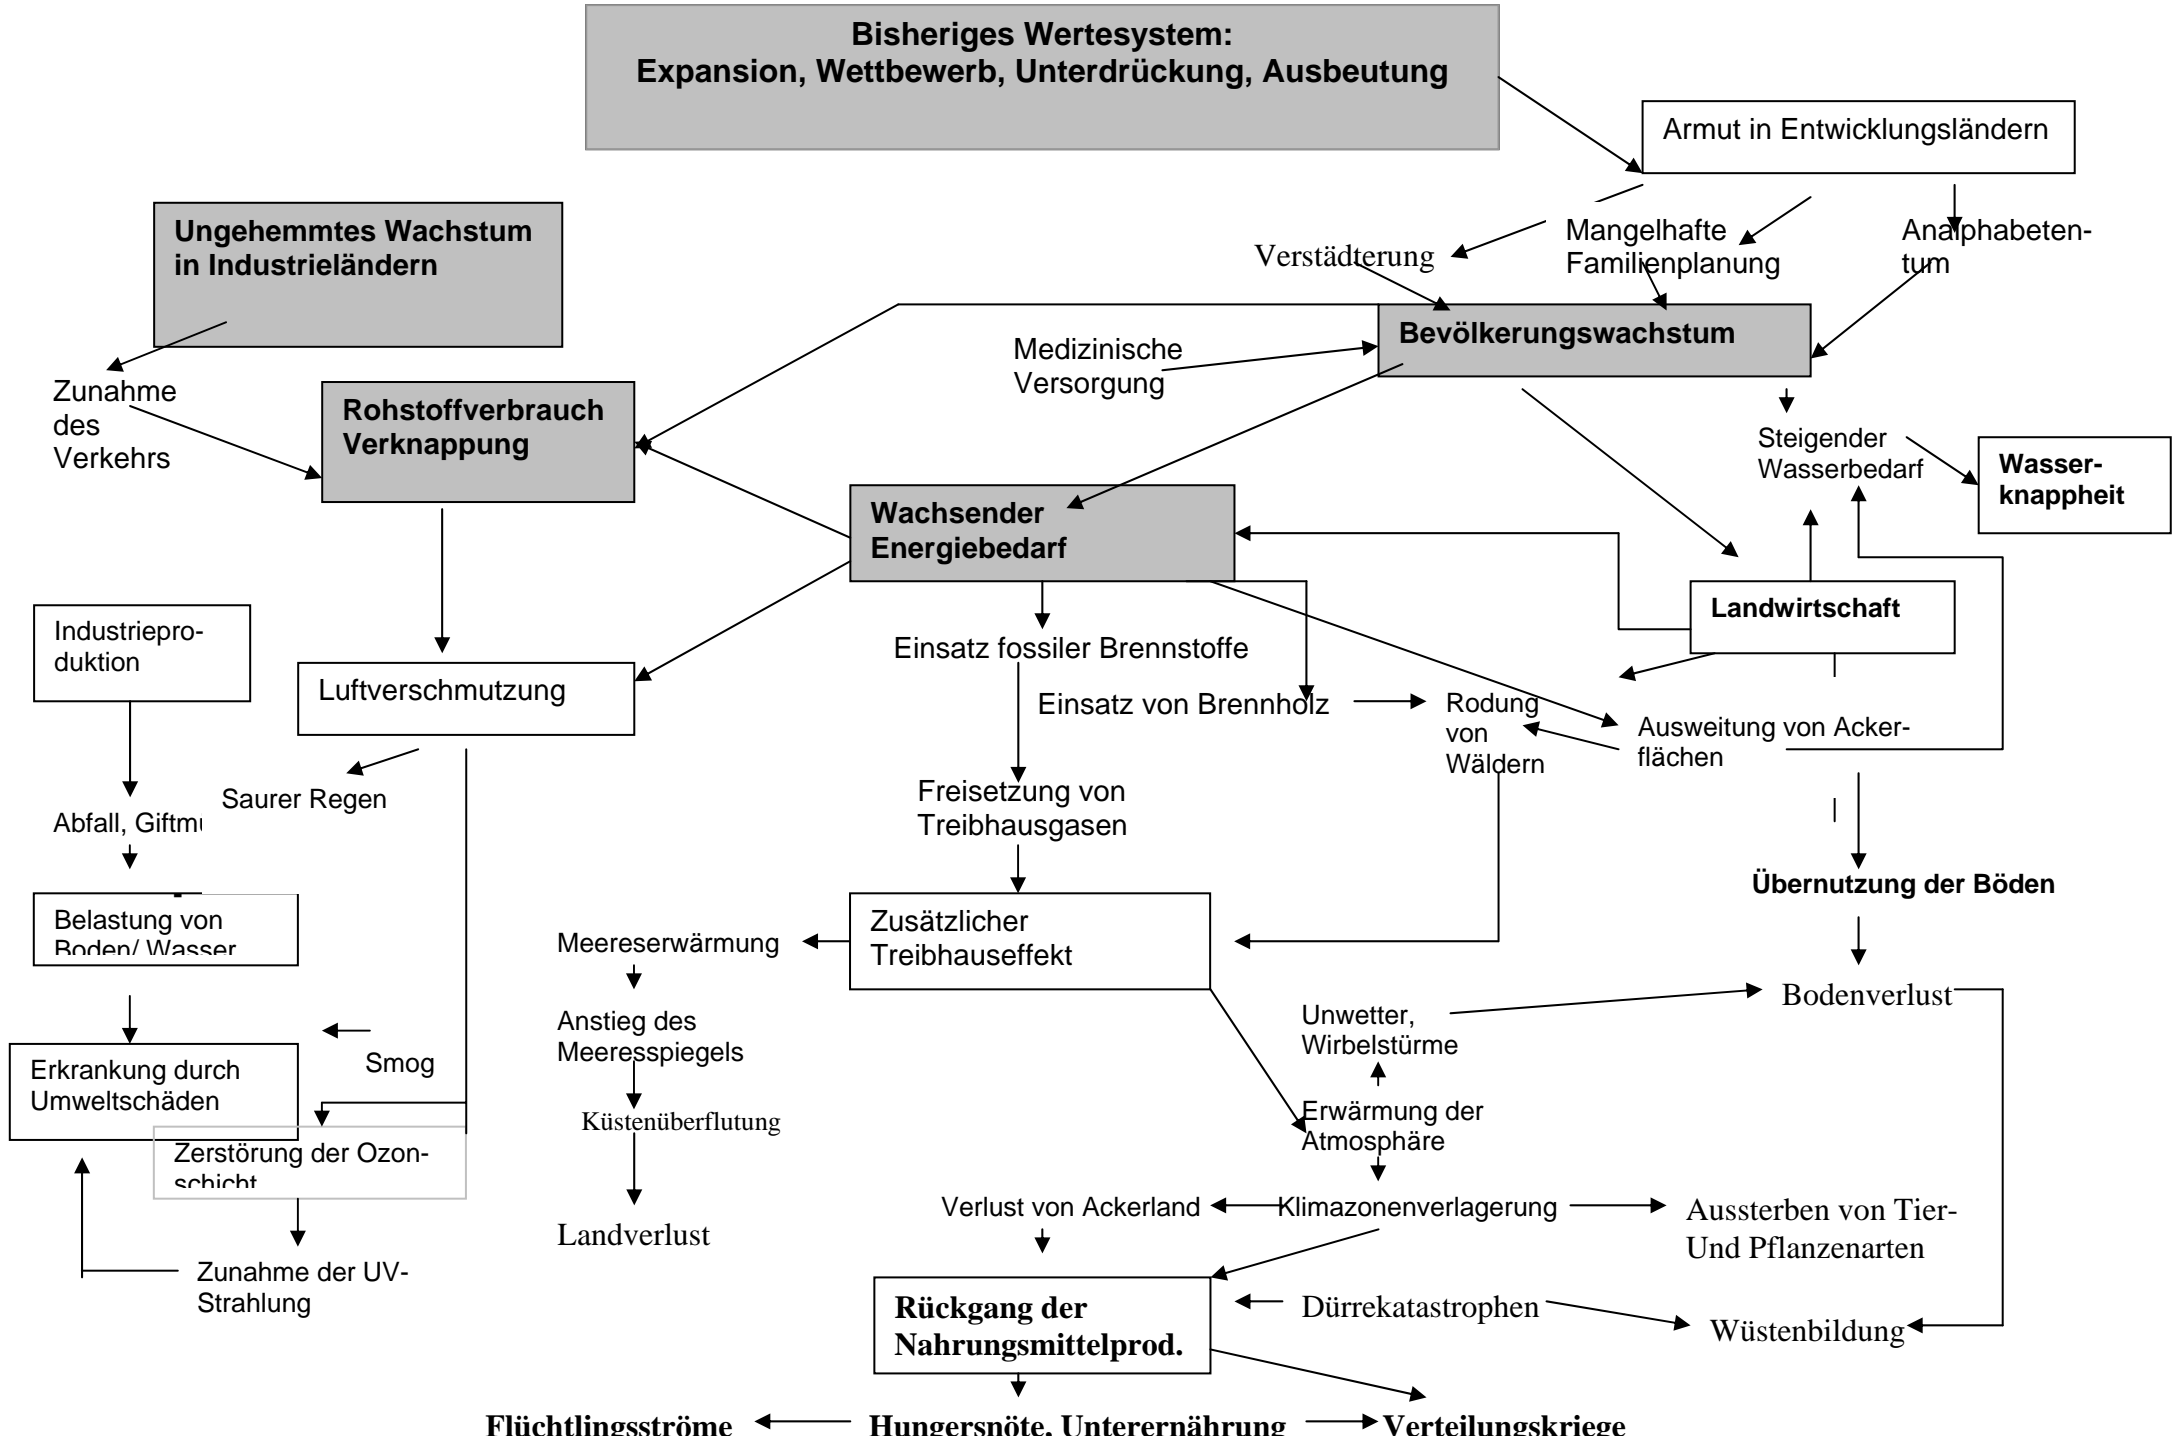 Bisheriges Wertesystem:
Expansion, Wettbewerb, Unterdrückung, Ausbeutung
Armut in Entwicklungsländern
Ungehemmtes Wachstum
in Industrieländern
Verstädterung
Mangelhafte
Familienplanung
Analphabeten-
tum
Bevölkerungswachstum
Medizinische
Versorgung
Zunahme
des
Verkehrs
Rohstoffverbrauch
Verknappung
Steigender
Wasserbedarf
Wasser-
knappheit
Wachsender
Energiebedarf
Landwirtschaft
Industriepro-
duktion
Luftverschmutzung
Einsatz fossiler Brennstoffe
Einsatz von Brennholz
Rodung
von
Wäldern
Ausweitung von Acker-
flächen
Saurer Regen
Abfall,
Freisetzung von
Treibhausgasen
Übernutzung der Böden
Belastung von
Boden/ Wasser
Meereserwärmung
Zusätzlicher
Treibhauseffekt
Bodenverlust
Anstieg des
Meeresspiegels
Unwetter,
Wirbelstürme
Smog
Erkrankung durch
Umweltschäden
Küstenüberflutung
Erwärmung der
Atmosphäre
Zerstörung der Ozon-
schicht
Verlust von Ackerland
Klimazonenverlagerung
Aussterben von Tier-
Und Pflanzenarten
Landverlust
Zunahme der UV-
Strahlung
Rückgang der
Nahrungsmittelprod.
Dürrekatastrophen
Wüstenbildung
Flüchtlingsströme
Hungersnöte, Unterernährung
Verteilungskriege